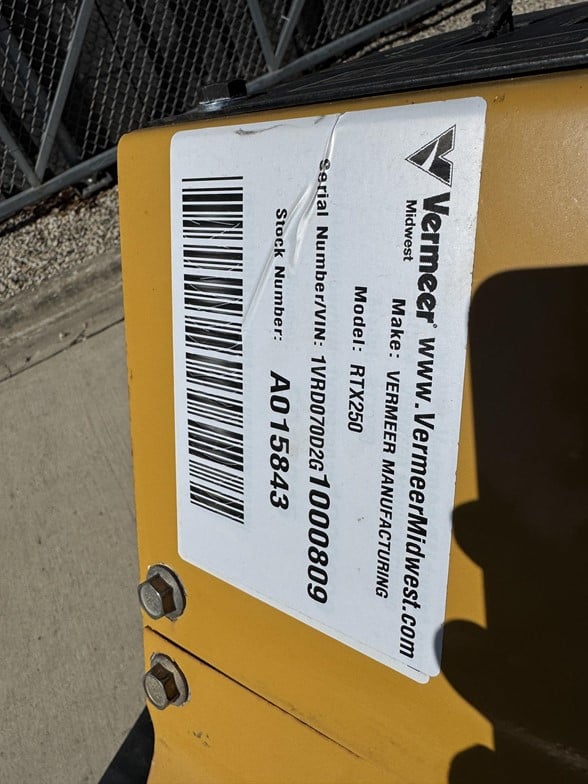 Vermeer® www.VermeerMidwest.com
Midwest
Make: VERMEER MANUFACTURING
Model: RTX250
Serial Number/VIN: 1VRD070D2G1000809
Stock Number: A015843